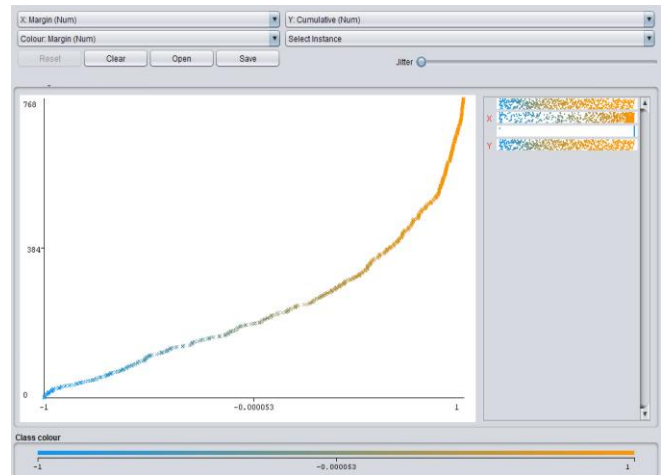 X: Margin (Num) Y: Cumulative (Num)
Colour: Margin (Num) Select Instance
Reset Clear Open Save Jitter
768
X
Y
384
0
-1 -0.000053 1
Class colour
-1 -0.000053 1